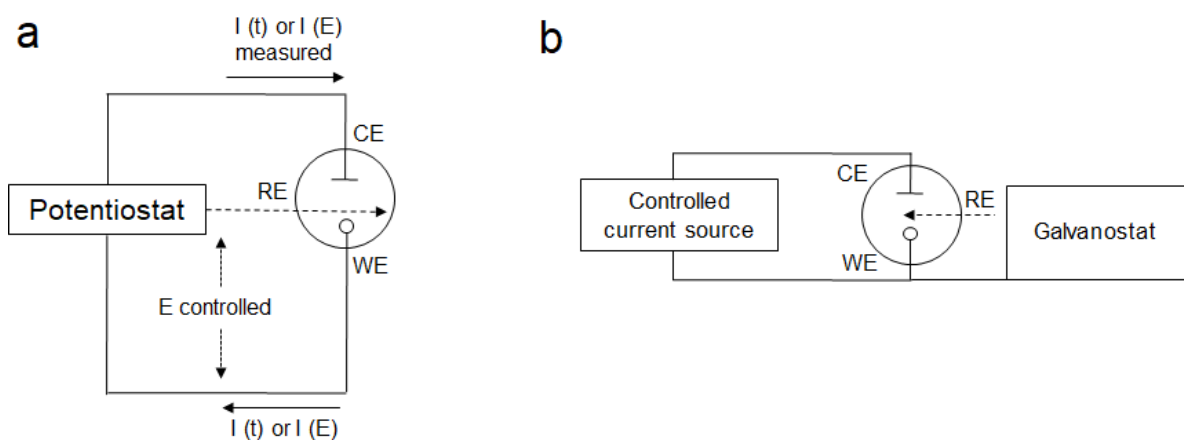 a
I (t) or I (E)
measured
CE
RE
Potentiostat
WE
E controlled
I (t) or I (E)
b
CE
Controlled
current source
RE
Galvanostat
WE